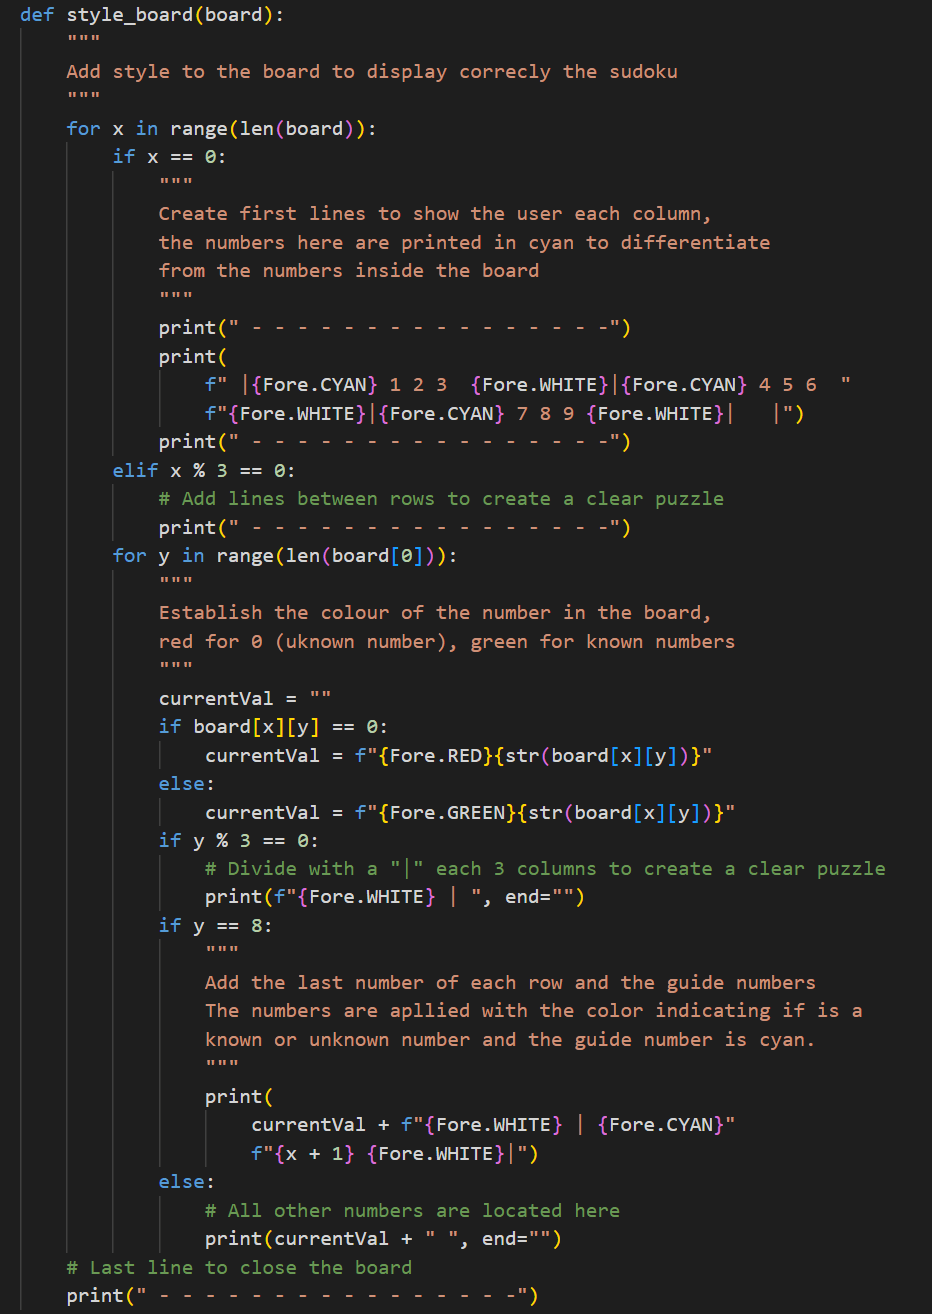 def style_board(board):
    """
    Add style to the board to display correcly the sudoku
    """
    for x in range(len(board)):
        if x == 0:
            """
            Create first lines to show the user each column,
            the numbers here are printed in cyan to differentiate
            from the numbers inside the board
            """
            print(" - - - - - - - - - - - - - - - -")
            print(
                f" |{Fore.CYAN} 1 2 3  {Fore.WHITE}|{Fore.CYAN} 4 5 6  "
                f"{Fore.WHITE}|{Fore.CYAN} 7 8 9 {Fore.WHITE}|   |")
            print(" - - - - - - - - - - - - - - - -")
        elif x % 3 == 0:
            # Add lines between rows to create a clear puzzle
            print(" - - - - - - - - - - - - - - - -")
        for y in range(len(board[0])):
            """
            Establish the colour of the number in the board,
            red for 0 (uknown number), green for known numbers
            """
            currentVal = ""
            if board[x][y] == 0:
                currentVal = f"{Fore.RED}{str(board[x][y])}"
            else:
                currentVal = f"{Fore.GREEN}{str(board[x][y])}"
            if y % 3 == 0:
                # Divide with a "|" each 3 columns to create a clear puzzle
                print(f"{Fore.WHITE} | ", end="")
            if y == 8:
                """
                Add the last number of each row and the guide numbers
                The numbers are apllied with the color indicating if is a
                known or unknown number and the guide number is cyan.
                """
                print(
                    currentVal + f"{Fore.WHITE} | {Fore.CYAN}"
                    f"{x + 1} {Fore.WHITE}|")
            else:
                # All other numbers are located here
                print(currentVal + " ", end="")
    # Last line to close the board
    print(" - - - - - - - - - - - - - - - -")